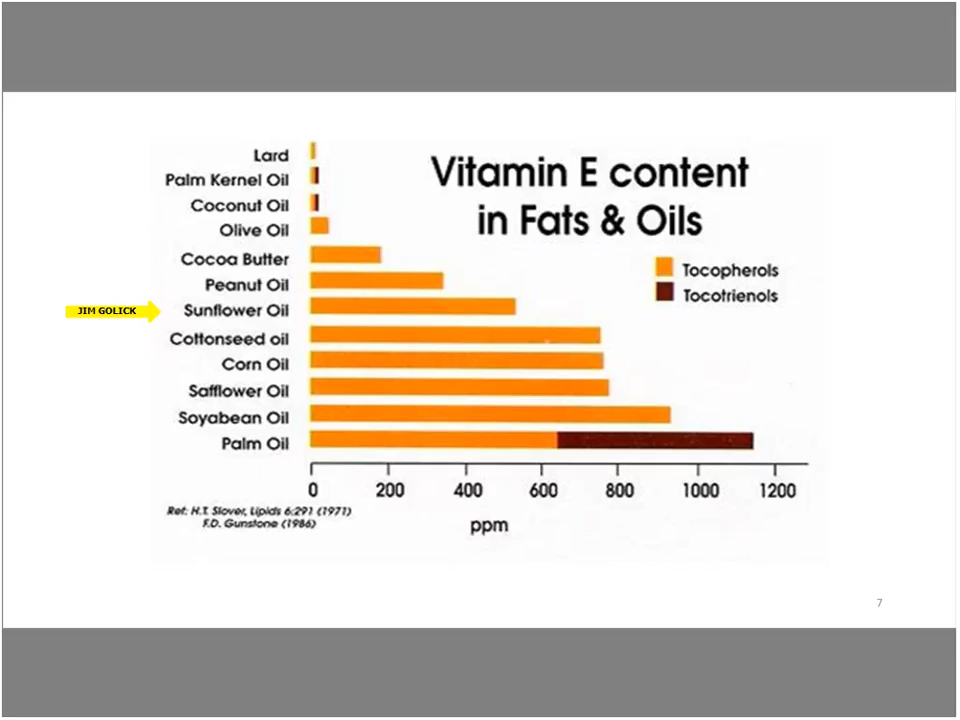 Vitamin E content
in Fats & Oils
Lard
Palm Kernel Oil
Coconut Oil
Olive Oil
Cocoa Butter
Peanut Oil
Sunflower Oil
Cottonseed oil
Corn Oil
Safflower Oil
Soyabean Oil
Palm Oil
JIM GOLICK
Tocopherols
Tocotrienols
0 200 400 600 800 1000 1200
ppm
Ref: H.T. Slover, Lipids 6:291 (1971)
F.D. Gunstone (1986)
7